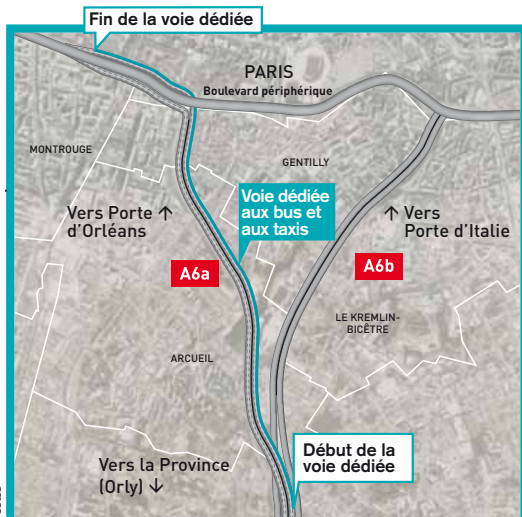 Fin de la voie dédiée
PARIS
Boulevard périphérique
MONTROUGE
GENTILLY
Voie dédiée
aux bus et
aux taxis
Vers Porte ↑
d'Orléans
↑ Vers
Porte d'Italie
A6a
A6b
LE KREMLIN-
BICÊTRE
ARCUEIL
Début de la
voie dédiée
Vers la Province
(Orly) ↓